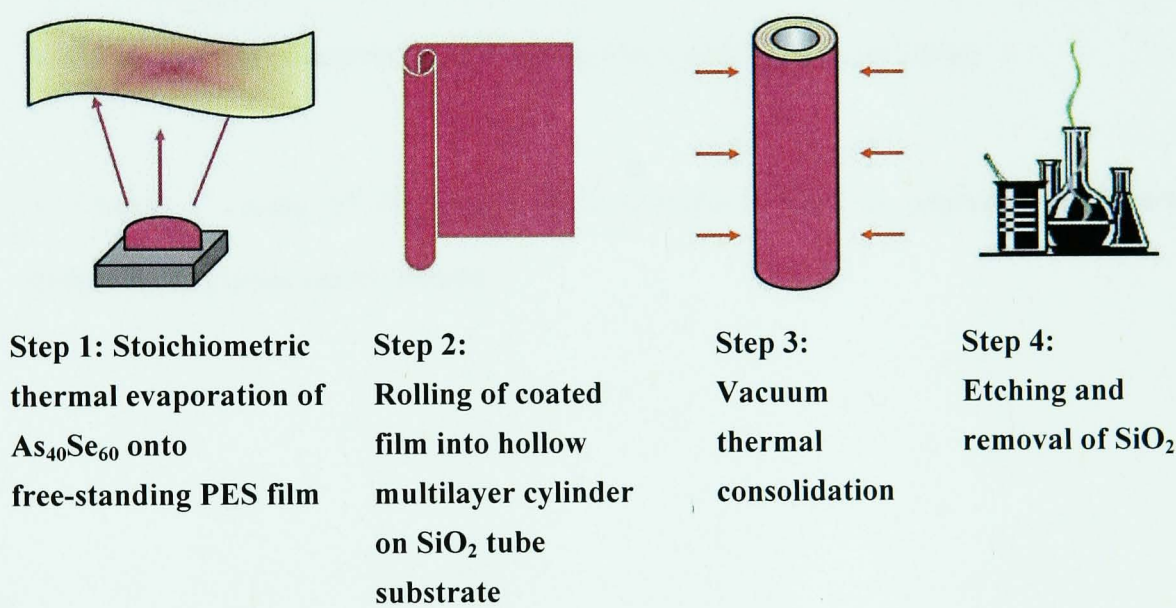 Step 1: Stoichiometric
thermal evaporation of
As₄₀Se₆₀ onto
free-standing PES film
Step 2:
Rolling of coated
film into hollow
multilayer cylinder
on SiO₂ tube
substrate
Step 3:
Vacuum
thermal
consolidation
Step 4:
Etching and
removal of SiO₂